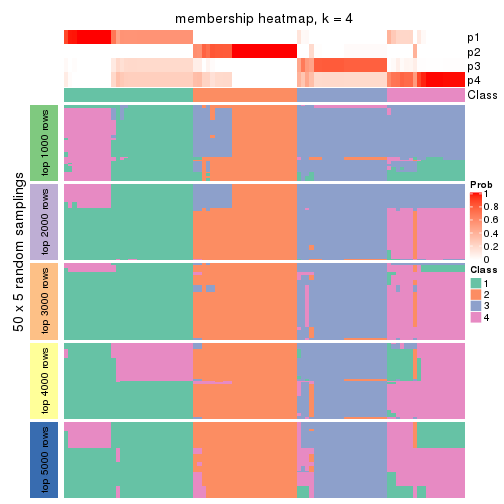 membership heatmap, k = 4
p1
p2
p3
p4
Class
50 x 5 random samplings
top 1000 rows
top 2000 rows
top 3000 rows
top 4000 rows
top 5000 rows
Prob
1
0.8
0.6
0.4
0.2
0
Class
1
2
3
4